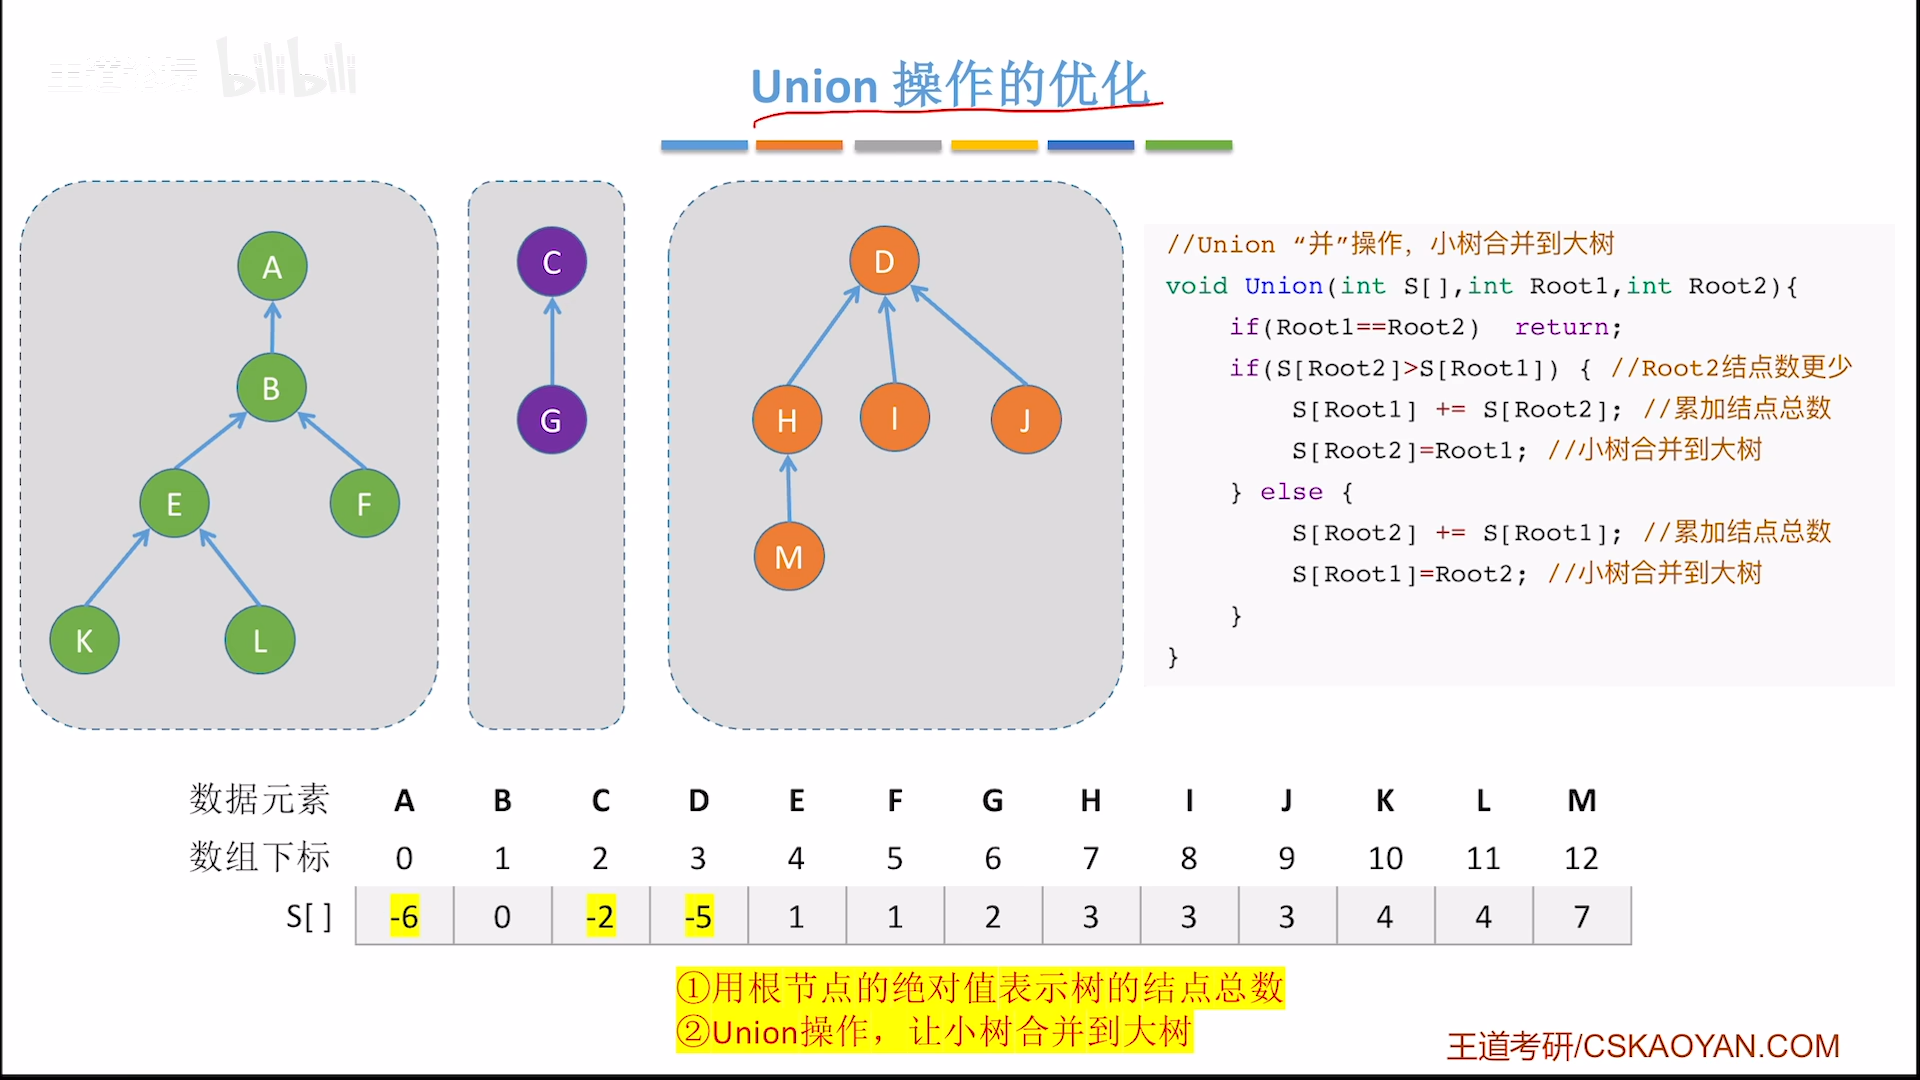 王道论坛 bilibili
Union 操作的优化
A
B
E
F
K
L
C
G
D
H
I
J
M
//Union “并”操作，小树合并到大树
void Union(int S[],int Root1,int Root2){
if(Root1==Root2) return;
if(S[Root2]>S[Root1]) { //Root2结点数更少
S[Root1] += S[Root2]; //累加结点总数
S[Root2]=Root1; //小树合并到大树
} else {
S[Root2] += S[Root1]; //累加结点总数
S[Root1]=Root2; //小树合并到大树
}
}
数据元素 A B C D E F G H I J K L M
数组下标 0 1 2 3 4 5 6 7 8 9 10 11 12
S[ ] -6 0 -2 -5 1 1 2 3 3 3 4 4 7
①用根节点的绝对值表示树的结点总数
②Union操作，让小树合并到大树
王道考研/CSKAOYAN.COM